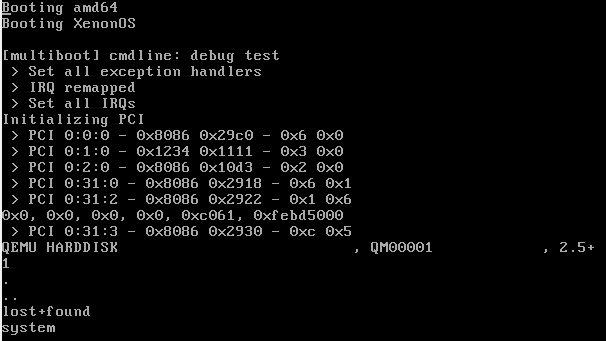 Booting amd64
Booting XenonOS
[multiboot] cmdline: debug test
 > Set all exception handlers
 > IRQ remapped
 > Set all IRQs
Initializing PCI
 > PCI 0:0:0 - 0x8086 0x29c0 - 0x6 0x0
 > PCI 0:1:0 - 0x1234 0x1111 - 0x3 0x0
 > PCI 0:2:0 - 0x8086 0x10d3 - 0x2 0x0
 > PCI 0:31:0 - 0x8086 0x2918 - 0x6 0x1
 > PCI 0:31:2 - 0x8086 0x2922 - 0x1 0x6
0x0, 0x0, 0x0, 0x0, 0xc061, 0xfebd5000
 > PCI 0:31:3 - 0x8086 0x2930 - 0xc 0x5
QEMU HARDDISK                           , QM00001             , 2.5+
1
.
..
lost+found
system